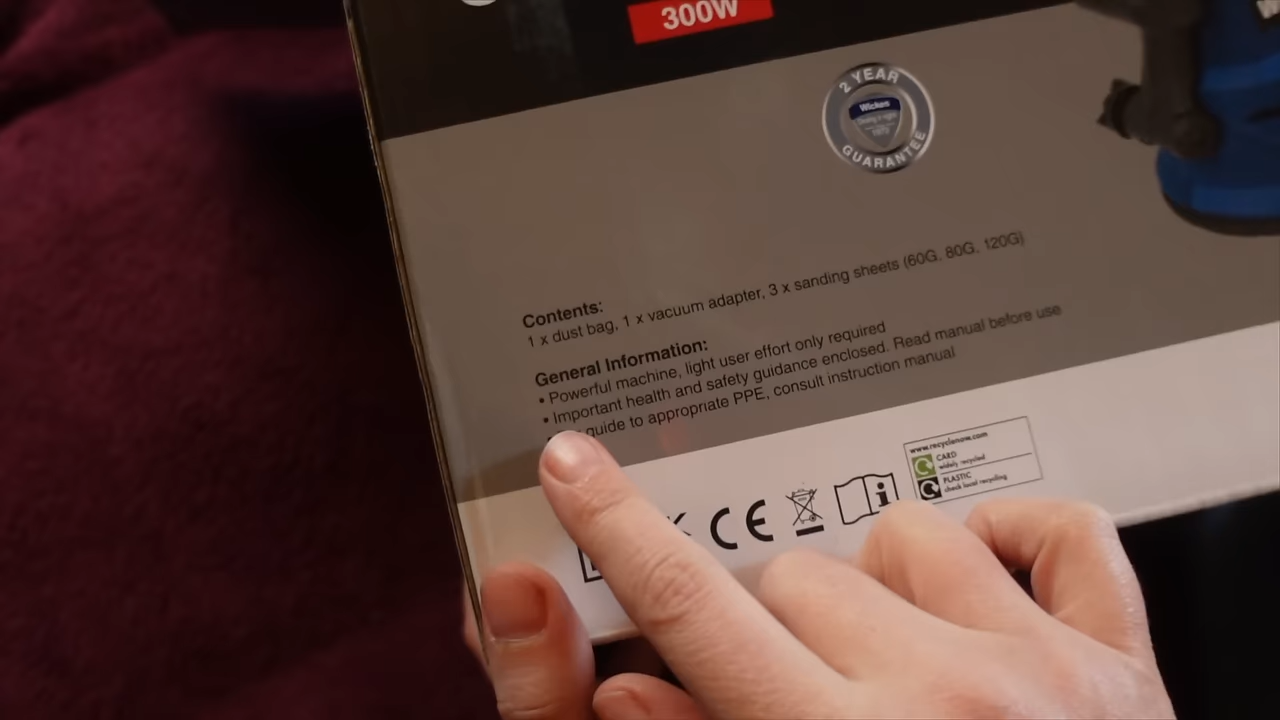 300W
2 YEAR
Wickes
GUARANTEE
Contents:
1 x dust bag, 1 x vacuum adapter, 3 x sanding sheets (60G, 80G, 120G)
General Information:
• Powerful machine, light user effort only required
• Important health and safety guidance enclosed. Read manual before use
guide to appropriate PPE, consult instruction manual
CE
i
www.recyclenow.com
CARD
widely recycled
PLASTIC
check local recycling